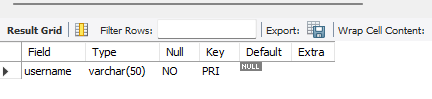 Result Grid Filter Rows: Export: Wrap Cell Content:
Field Type Null Key Default Extra
username varchar(50) NO PRI NULL